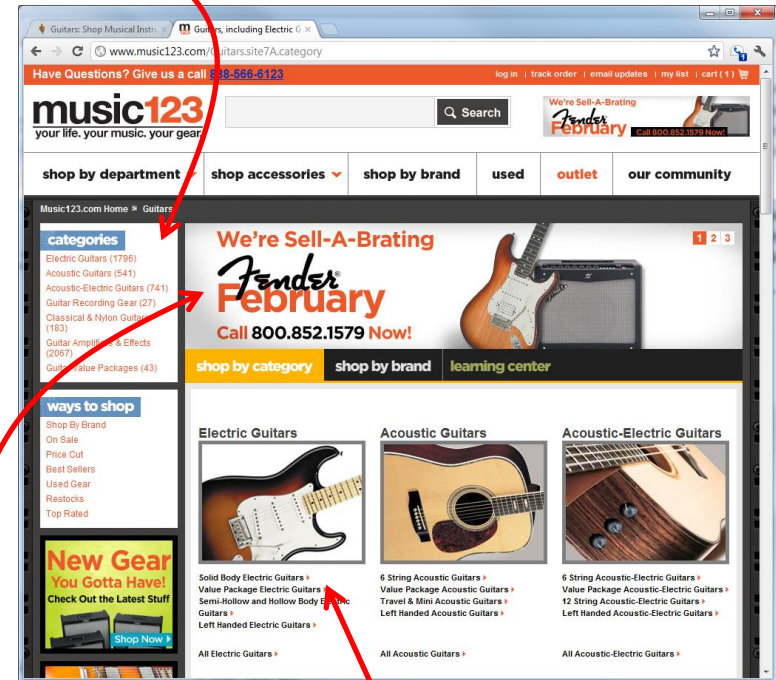 Guitars: Shop Musical Instru
Guitars, including Electric G
www.music123.com/Guitars.site7A.category
Have Questions? Give us a call 888-566-6123
log in | track order | email updates | my list | cart ( 1 )
music123
your life. your music. your gear.
Search
We're Sell-A-Brating
Fender
February
Call 800.852.1579 Now!
shop by department
shop accessories
shop by brand
used
outlet
our community
Music123.com Home » Guitars
categories
Electric Guitars (1796)
Acoustic Guitars (541)
Acoustic-Electric Guitars (741)
Guitar Recording Gear (27)
Classical & Nylon Guitars
(183)
Guitar Amplifiers & Effects
(2067)
Guitar Value Packages (43)
We're Sell-A-Brating
Fender
February
Call 800.852.1579 Now!
1 2 3
shop by category
shop by brand
learning center
ways to shop
Shop By Brand
On Sale
Price Cut
Best Sellers
Used Gear
Restocks
Top Rated
New Gear
You Gotta Have!
Check Out the Latest Stuff
Shop Now
Electric Guitars
Solid Body Electric Guitars
Value Package Electric Guitars
Semi-Hollow and Hollow Body Electric
Guitars
Left Handed Electric Guitars
All Electric Guitars
Acoustic Guitars
6 String Acoustic Guitars
Value Package Acoustic Guitars
Travel & Mini Acoustic Guitars
Left Handed Acoustic Guitars
All Acoustic Guitars
Acoustic-Electric Guitars
6 String Acoustic-Electric Guitars
Value Package Acoustic-Electric Guitars
12 String Acoustic-Electric Guitars
Left Handed Acoustic-Electric Guitars
All Acoustic-Electric Guitars